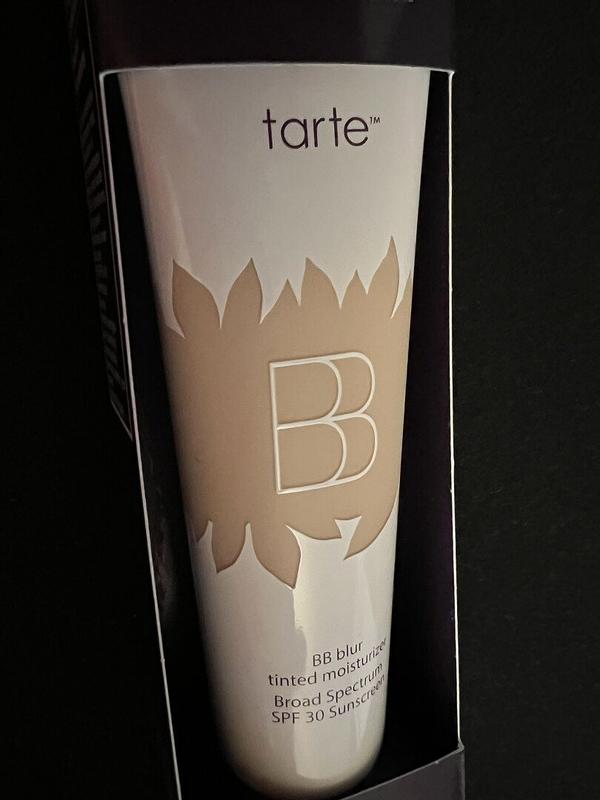 tarte™
BB
BB blur
tinted moisturizer
Broad Spectrum
SPF 30 Sunscreen